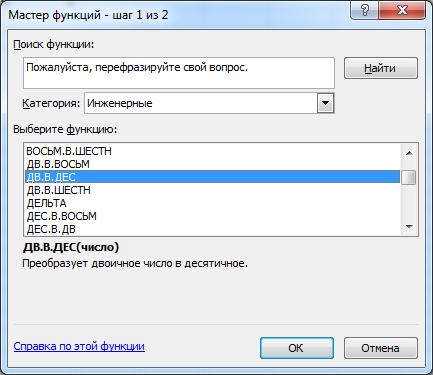 Мастер функций - шаг 1 из 2
Поиск функции:
Пожалуйста, перефразируйте свой вопрос.
Найти
Категория: Инженерные
Выберите функцию:
ВОСЬМ.В.ШЕСТН
ДВ.В.ВОСЬМ
ДВ.В.ДЕС
ДВ.В.ШЕСТН
ДЕЛЬТА
ДЕС.В.ВОСЬМ
ДЕС.В.ДВ
ДВ.В.ДЕС(число)
Преобразует двоичное число в десятичное.
Справка по этой функции
ОК
Отмена